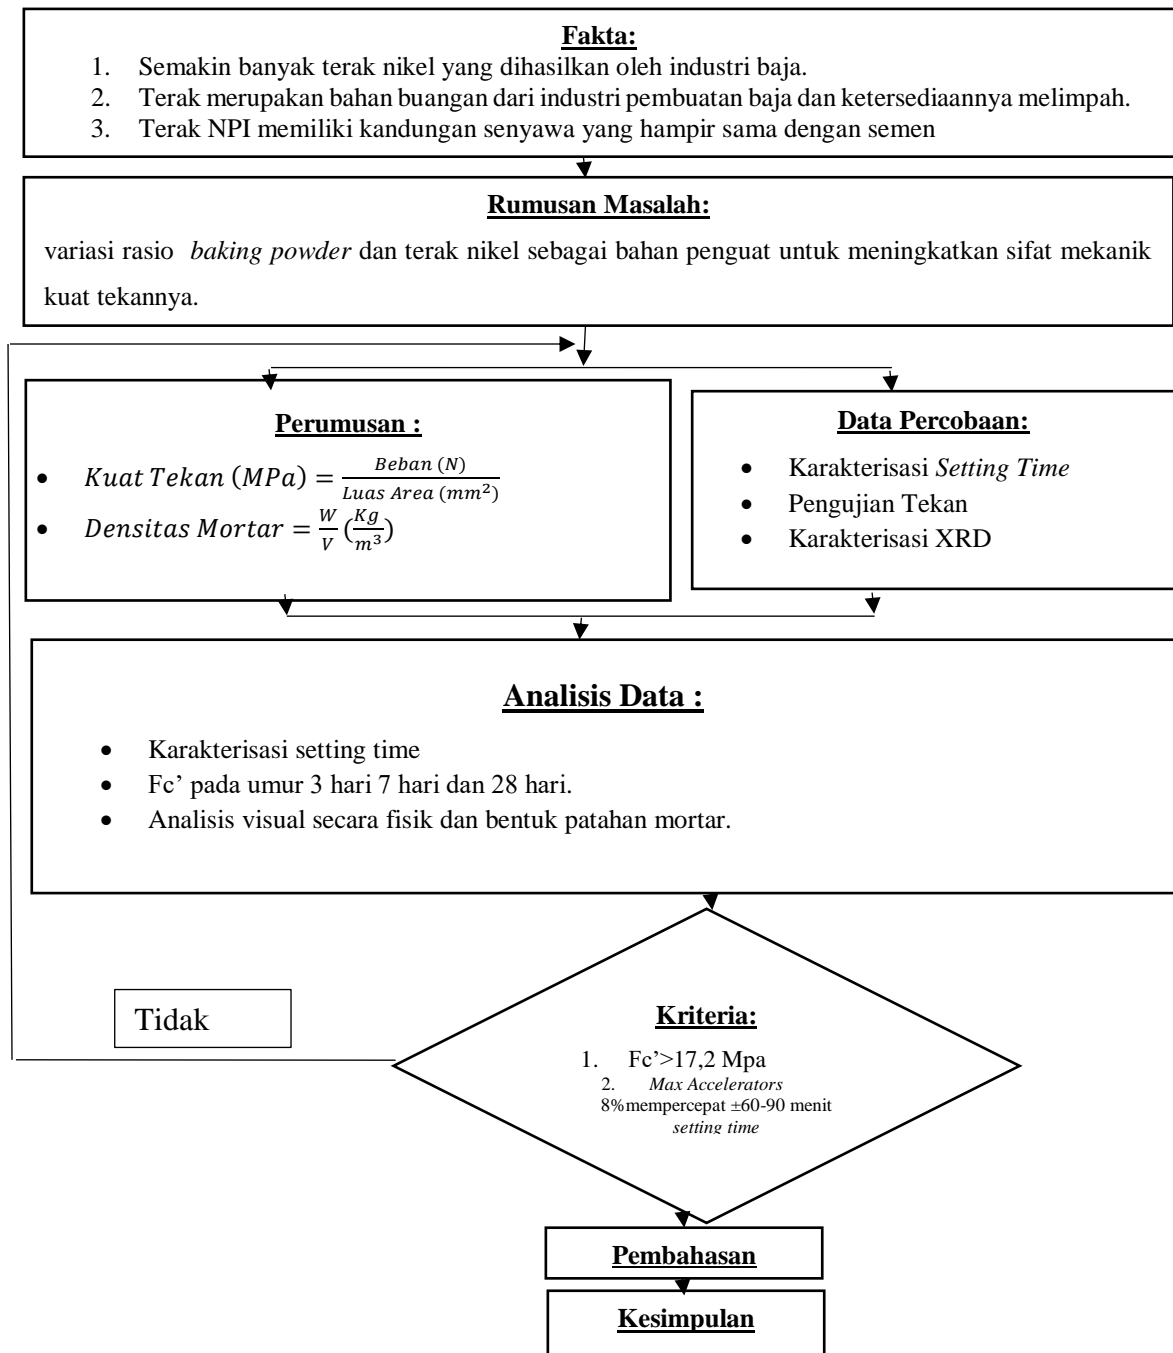 Fakta:
1. Semakin banyak terak nikel yang dihasilkan oleh industri baja.
2. Terak merupakan bahan buangan dari industri pembuatan baja dan ketersediaannya melimpah.
3. Terak NPI memiliki kandungan senyawa yang hampir sama dengan semen
Rumusan Masalah:
variasi rasio baking powder dan terak nikel sebagai bahan penguat untuk meningkatkan sifat mekanik
kuat tekannya.
Perumusan :
• Kuat Tekan (MPa) = Beban (N) / Luas Area (mm²)
• Densitas Mortar = W/V (Kg/m³)
Data Percobaan:
• Karakterisasi Setting Time
• Pengujian Tekan
• Karakterisasi XRD
Analisis Data :
• Karakterisasi setting time
• Fc’ pada umur 3 hari 7 hari dan 28 hari.
• Analisis visual secara fisik dan bentuk patahan mortar.
Tidak
Kriteria:
1. Fc’>17,2 Mpa
2. Max Accelerators
8%mempercepat ±60-90 menit
setting time
Pembahasan
Kesimpulan